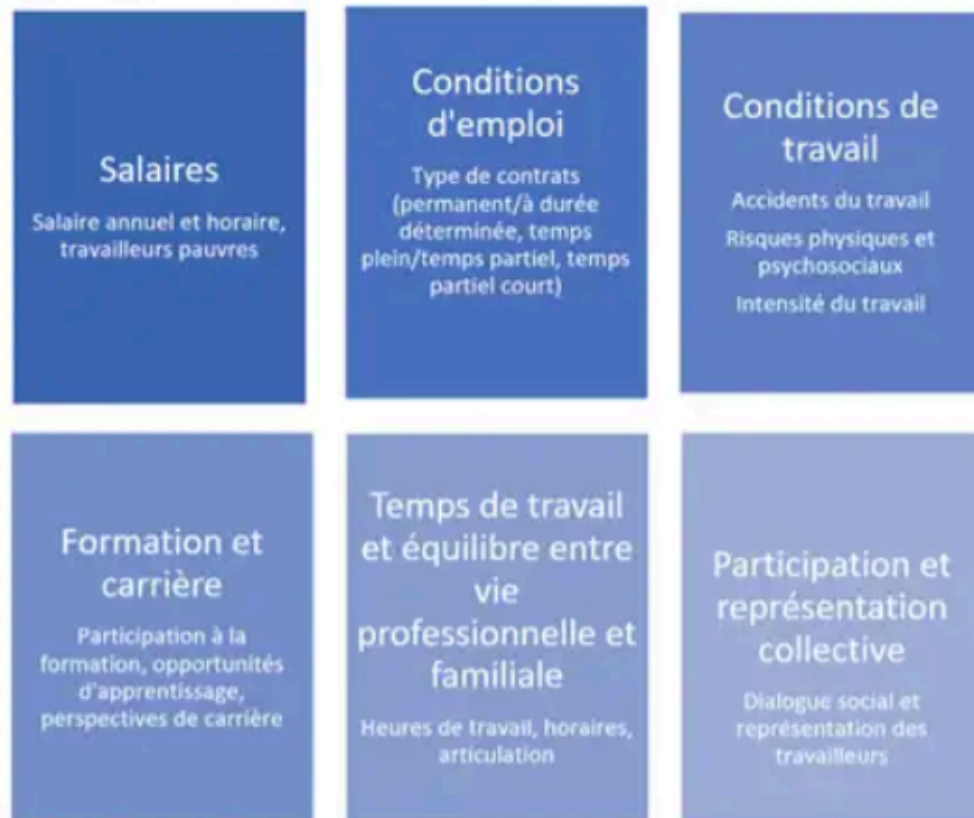 Salaires
Salaire annuel et horaire,
travailleurs pauvres
Conditions
d'emploi
Type de contrats
(permanent/à durée
déterminée, temps
plein/temps partiel, temps
partiel court)
Conditions de
travail
Accidents du travail
Risques physiques et
psychosociaux
Intensité du travail
Formation et
carrière
Participation à la
formation, opportunités
d'apprentissage,
perspectives de carrière
Temps de travail
et équilibre entre
vie
professionnelle et
familiale
Heures de travail, horaires,
articulation
Participation et
représentation
collective
Dialogue social et
représentation des
travailleurs